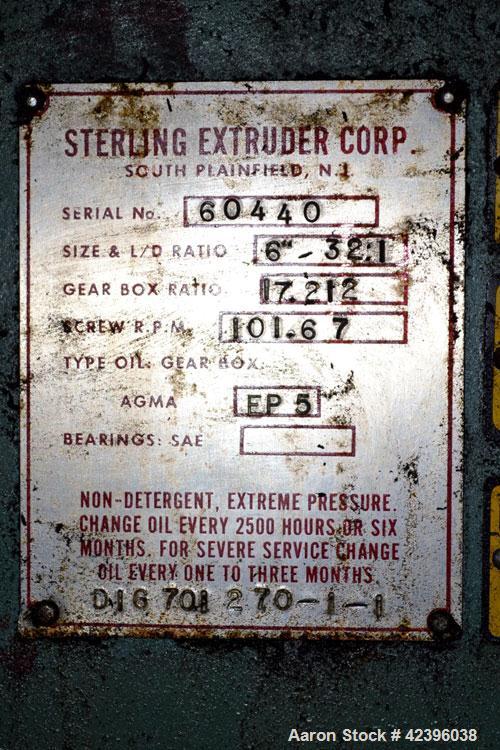 STERLING EXTRUDER CORP.
SOUTH PLAINFIELD, N.J.
SERIAL No. 60440
SIZE & L/D RATIO 6"-32:1
GEAR BOX RATIO 17.212
SCREW R.P.M. 101.67
TYPE OIL: GEAR BOX:
AGMA EP 5
BEARINGS: SAE
NON-DETERGENT, EXTREME PRESSURE.
CHANGE OIL EVERY 2500 HOURS OR SIX
MONTHS. FOR SEVERE SERVICE CHANGE
OIL EVERY ONE TO THREE MONTHS.
D16 701 270-1-1
Aaron Stock # 42396038